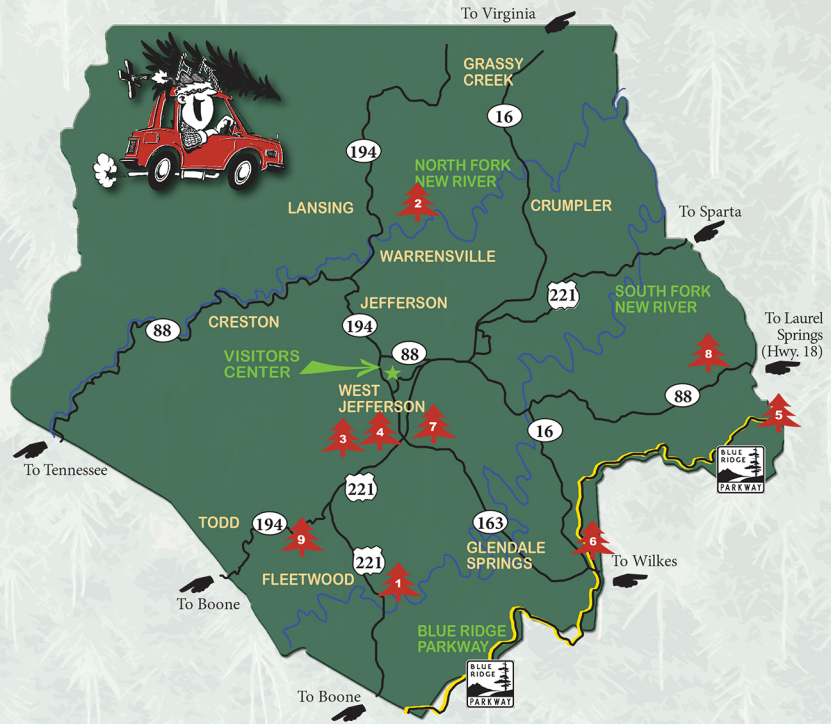 To Virginia
GRASSY
CREEK
16
194
NORTH FORK
NEW RIVER
2
LANSING
CRUMPLER
To Sparta
WARRENSVILLE
221
SOUTH FORK
NEW RIVER
JEFFERSON
To Laurel
Springs
(Hwy. 18)
88
CRESTON
194
VISITORS
CENTER
88
8
WEST
JEFFERSON
88
5
3
4
7
16
BLUE RIDGE
PARKWAY
To Tennessee
221
TODD
194
9
163
GLENDALE
SPRINGS
6
To Wilkes
FLEETWOOD
221
1
To Boone
BLUE RIDGE
PARKWAY
BLUE RIDGE
PARKWAY
To Boone